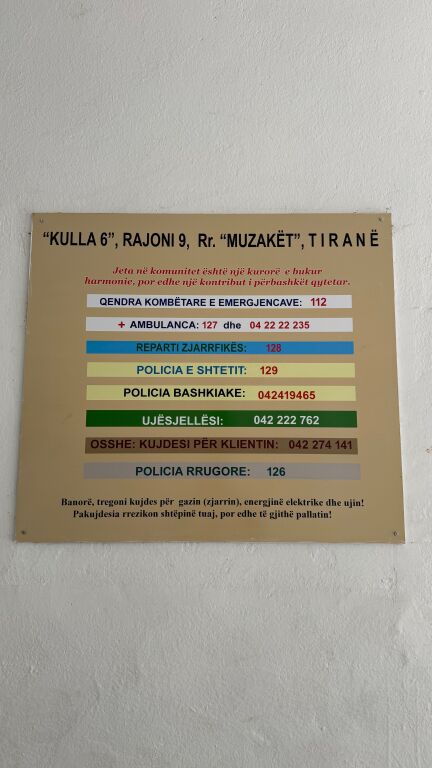 “KULLA 6”, RAJONI 9, Rr. “MUZAKËT”, TIRANË
Jeta në komunitet është një kurorë e bukur
harmonie, por edhe një kontribut i përbashkët qytetar.
QENDRA KOMBËTARE E EMERGJENCAVE: 112
+ AMBULANCA: 127 dhe 04 22 22 235
REPARTI ZJARRFIKËS: 128
POLICIA E SHTETIT: 129
POLICIA BASHKIAKE: 042419465
UJËSJELLËSI: 042 222 762
OSSHE: KUJDESI PËR KLIENTIN: 042 274 141
POLICIA RRUGORE: 126
Banorë, tregoni kujdes për gazin (zjarrin), energjinë elektrike dhe ujin!
Pakujdesia rrezikon shtëpinë tuaj, por edhe të gjithë pallatin!